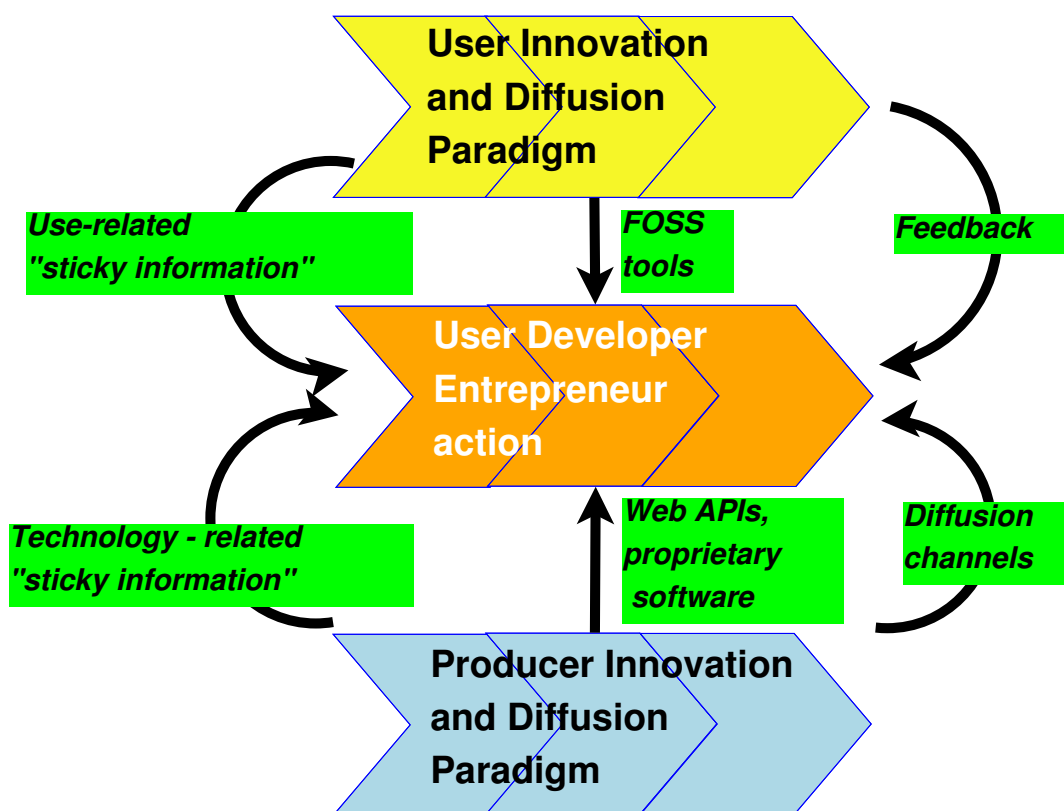 User Innovation
and Diffusion
Paradigm
Use-related
"sticky information"
FOSS
tools
Feedback
User Developer
Entrepreneur
action
Technology - related
"sticky information"
Web APIs,
proprietary
software
Diffusion
channels
Producer Innovation
and Diffusion
Paradigm